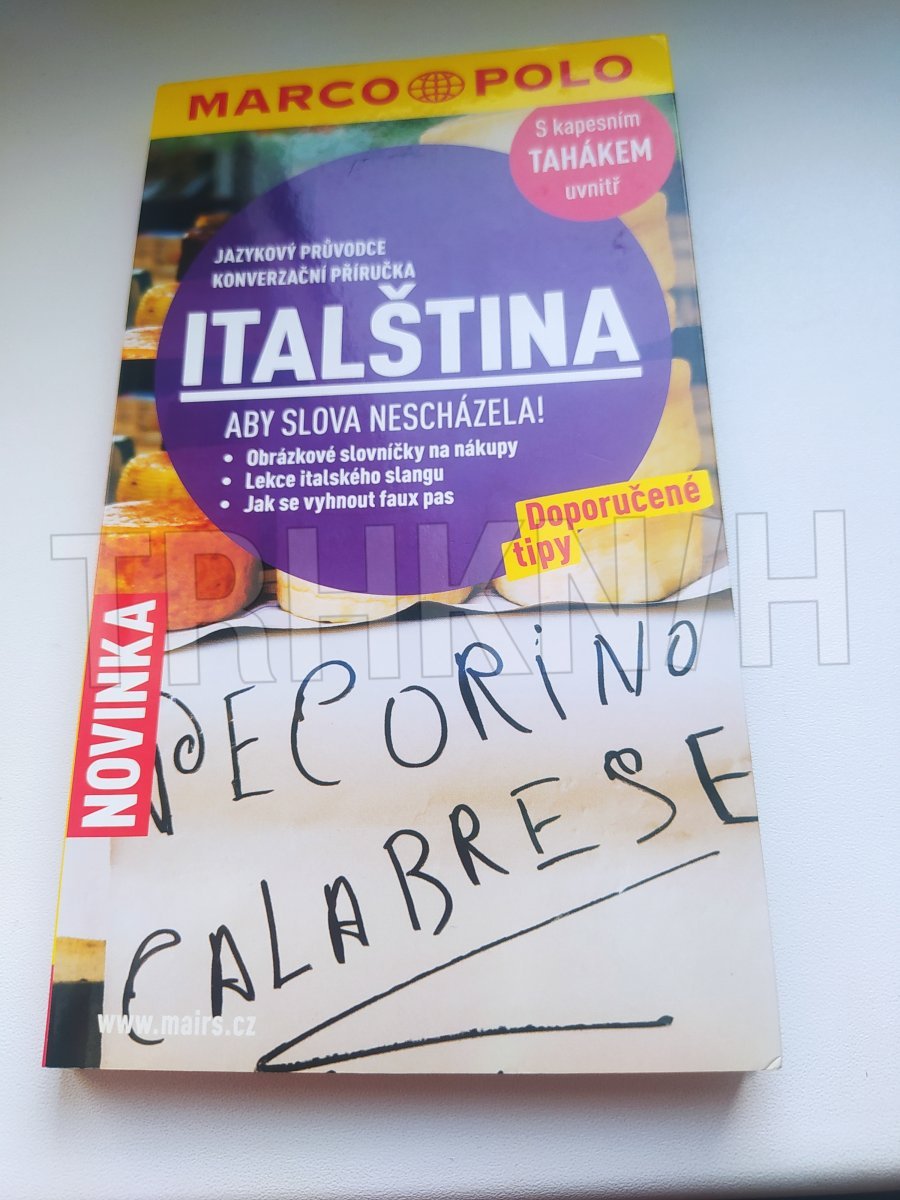 MARCO POLO
S kapesním
TAHÁKEM
uvnitř
JAZYKOVÝ PRŮVODCE
KONVERZAČNÍ PŘÍRUČKA
ITALŠTINA
ABY SLOVA NESCHÁZELA!
• Obrázkové slovníčky na nákupy
• Lekce italského slangu
• Jak se vyhnout faux pas
Doporučené
tipy
NOVINKA
PECORINO
CALABRESE
www.mairs.cz